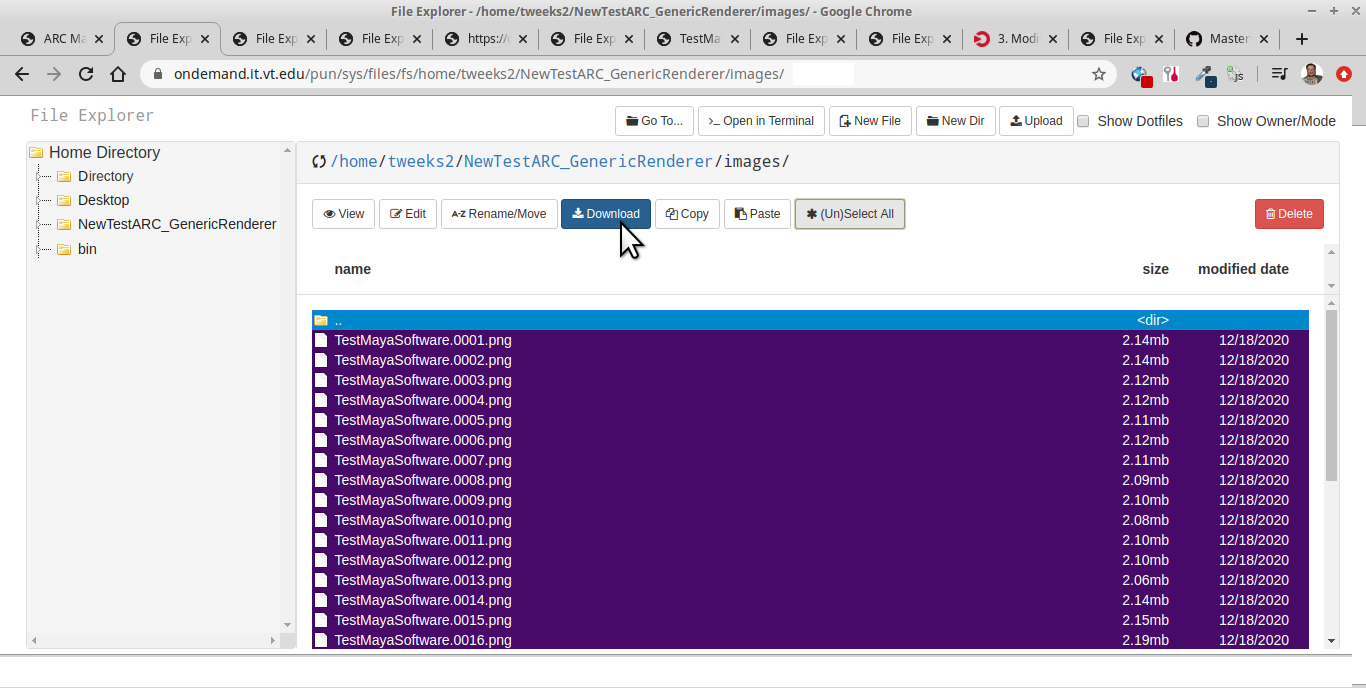 File Explorer - /home/tweeks2/NewTestARC_GenericRenderer/images/ - Google Chrome
ARC Ma File Exp File Exp File Exp https:// File Exp TestMa File Exp File Exp 3. Modi File Exp Master
ondemand.it.vt.edu/pun/sys/files/fs/home/tweeks2/NewTestARC_GenericRenderer/images/
File Explorer
Go To... >_ Open in Terminal New File New Dir Upload Show Dotfiles Show Owner/Mode
Home Directory
Directory
Desktop
NewTestARC_GenericRenderer
bin
/home/tweeks2/NewTestARC_GenericRenderer/images/
View Edit A-Z Rename/Move Download Copy Paste (Un)Select All Delete
name size modified date
.. <dir>
TestMayaSoftware.0001.png 2.14mb 12/18/2020
TestMayaSoftware.0002.png 2.14mb 12/18/2020
TestMayaSoftware.0003.png 2.12mb 12/18/2020
TestMayaSoftware.0004.png 2.12mb 12/18/2020
TestMayaSoftware.0005.png 2.11mb 12/18/2020
TestMayaSoftware.0006.png 2.12mb 12/18/2020
TestMayaSoftware.0007.png 2.11mb 12/18/2020
TestMayaSoftware.0008.png 2.09mb 12/18/2020
TestMayaSoftware.0009.png 2.10mb 12/18/2020
TestMayaSoftware.0010.png 2.08mb 12/18/2020
TestMayaSoftware.0011.png 2.10mb 12/18/2020
TestMayaSoftware.0012.png 2.10mb 12/18/2020
TestMayaSoftware.0013.png 2.06mb 12/18/2020
TestMayaSoftware.0014.png 2.14mb 12/18/2020
TestMayaSoftware.0015.png 2.15mb 12/18/2020
TestMayaSoftware.0016.png 2.19mb 12/18/2020